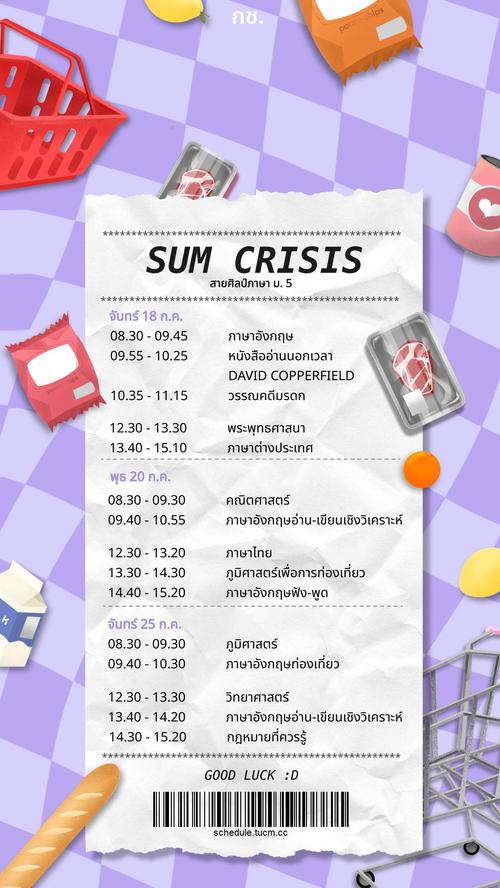 กช.
potato chips
****************************************
SUM CRISIS
สายศิลป์ภาษา ม. 5
****************************************
จันทร์ 18 ก.ค.
08.30 - 09.45 ภาษาอังกฤษ
09.55 - 10.25 หนังสืออ่านนอกเวลา
DAVID COPPERFIELD
10.35 - 11.15 วรรณคดีมรดก
12.30 - 13.30 พระพุทธศาสนา
13.40 - 15.10 ภาษาต่างประเทศ
พุธ 20 ก.ค.
08.30 - 09.30 คณิตศาสตร์
09.40 - 10.55 ภาษาอังกฤษอ่าน-เขียนเชิงวิเคราะห์
12.30 - 13.20 ภาษาไทย
13.30 - 14.30 ภูมิศาสตร์เพื่อการท่องเที่ยว
14.40 - 15.20 ภาษาอังกฤษฟัง-พูด
จันทร์ 25 ก.ค.
08.30 - 09.30 ภูมิศาสตร์
09.40 - 10.30 ภาษาอังกฤษท่องเที่ยว
12.30 - 13.30 วิทยาศาสตร์
13.40 - 14.20 ภาษาอังกฤษอ่าน-เขียนเชิงวิเคราะห์
14.30 - 15.20 กฎหมายที่ควรรู้
****************************************
GOOD LUCK :D
schedule.tucm.cc